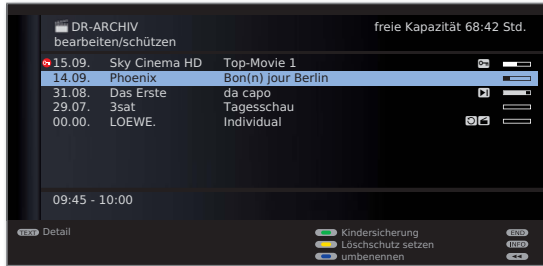 DR-ARCHIV freie Kapazität 68:42 Std.
bearbeiten/schützen
15.09. Sky Cinema HD Top-Movie 1
14.09. Phoenix Bon(n) jour Berlin
31.08. Das Erste da capo
29.07. 3sat Tagesschau
00.00. LOEWE. Individual
09:45 - 10:00
TEXT Detail Kindersicherung END
Löschschutz setzen INFO
umbenennen